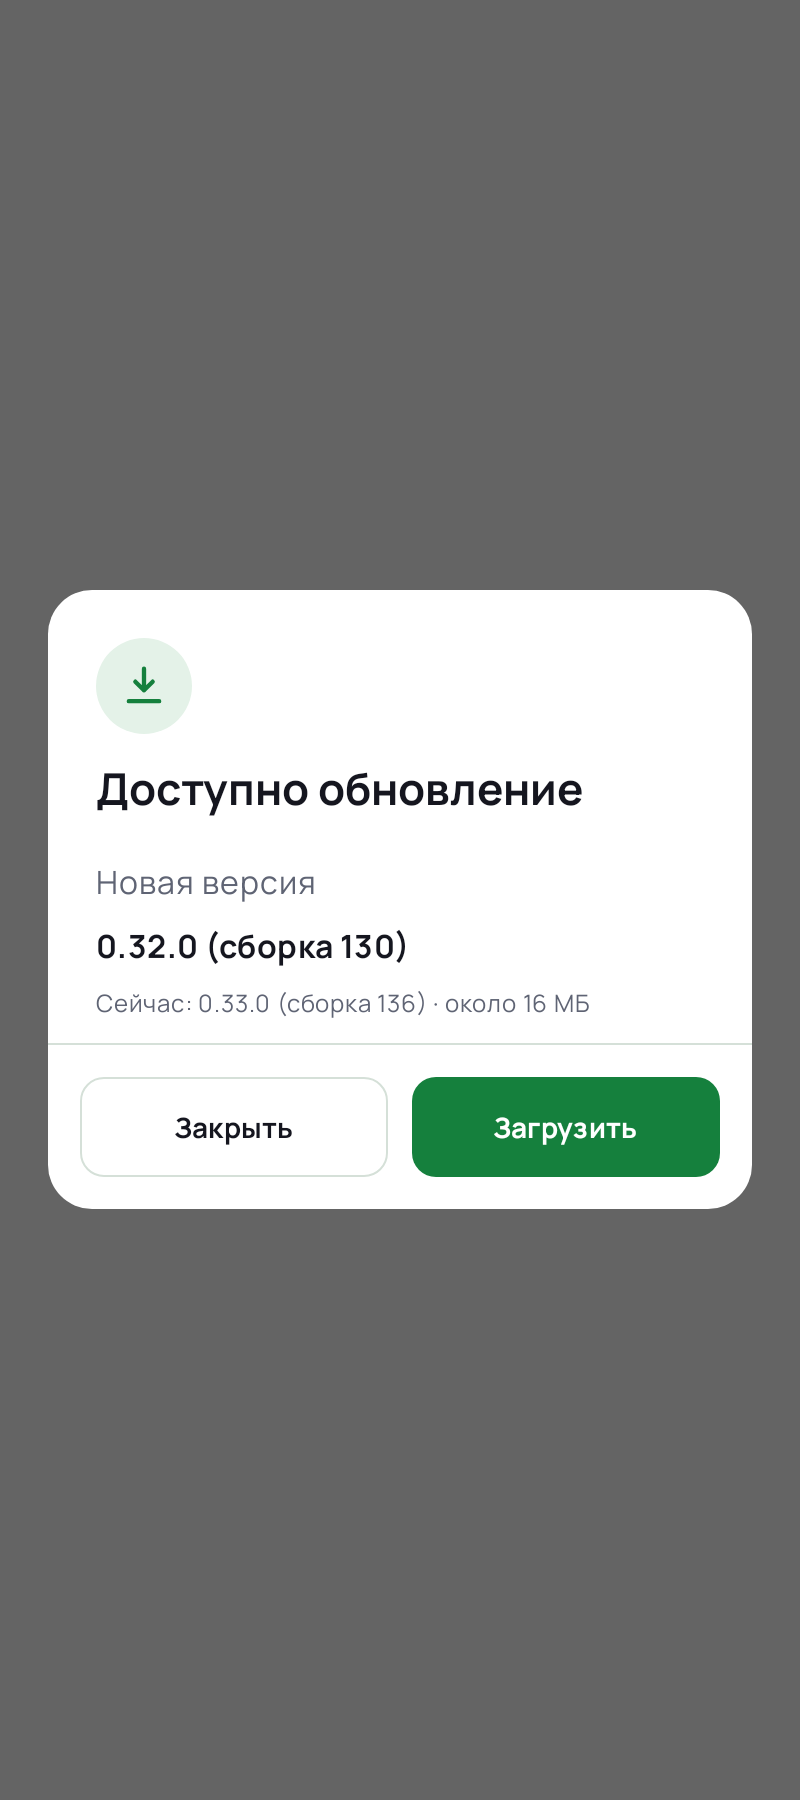 Доступно обновление
Новая версия
0.32.0 (сборка 130)
Сейчас: 0.33.0 (сборка 136) · около 16 МБ
Закрыть
Загрузить